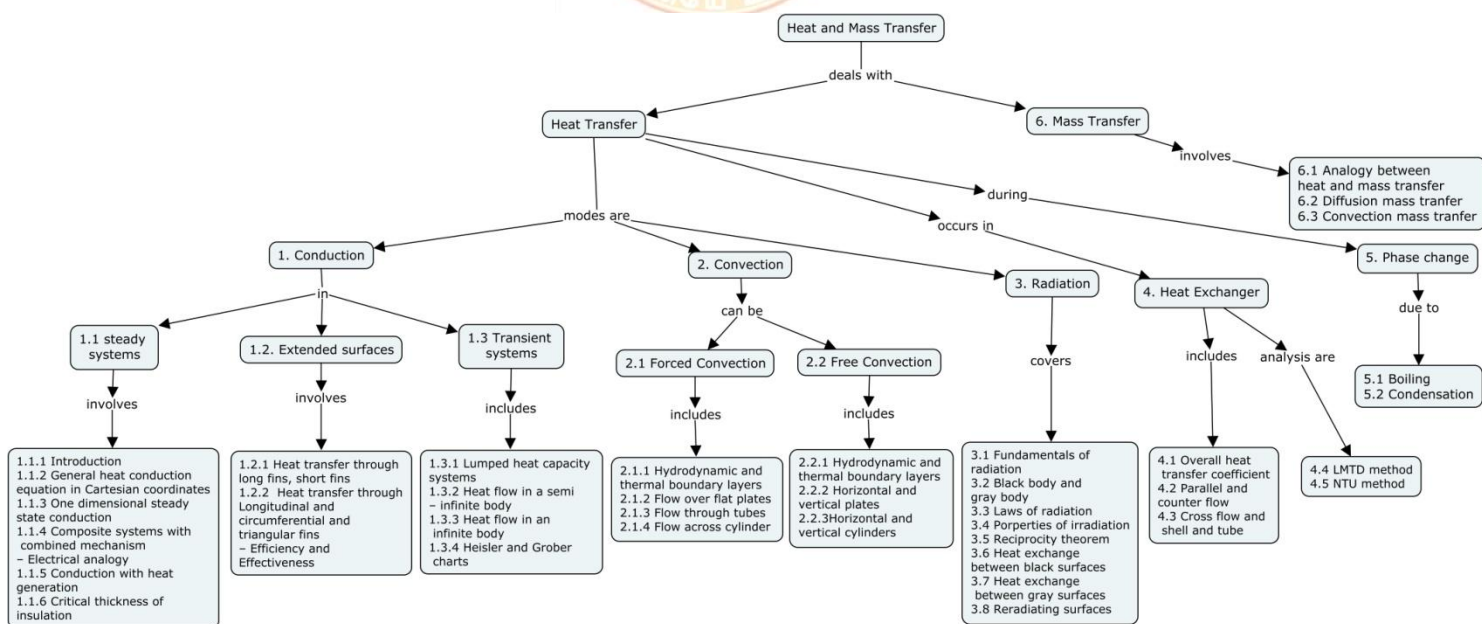 Heat and Mass Transfer
deals with
Heat Transfer
6. Mass Transfer
involves
6.1 Analogy between
heat and mass transfer
6.2 Diffusion mass tranfer
6.3 Convection mass tranfer
during
modes are
occurs in
1. Conduction
2. Convection
3. Radiation
4. Heat Exchanger
5. Phase change
in
can be
due to
1.1 steady
systems
1.2. Extended surfaces
1.3 Transient
systems
2.1 Forced Convection
2.2 Free Convection
covers
includes
analysis are
5.1 Boiling
5.2 Condensation
involves
involves
includes
includes
includes
1.1.1 Introduction
1.1.2 General heat conduction
equation in Cartesian coordinates
1.1.3 One dimensional steady
state conduction
1.1.4 Composite systems with
combined mechanism
– Electrical analogy
1.1.5 Conduction with heat
generation
1.1.6 Critical thickness of
insulation
1.2.1 Heat transfer through
long fins, short fins
1.2.2 Heat transfer through
Longitudinal and
circumferential and
triangular fins
– Efficiency and
Effectiveness
1.3.1 Lumped heat capacity
systems
1.3.2 Heat flow in a semi
– infinite body
1.3.3 Heat flow in an
infinite body
1.3.4 Heisler and Grober
charts
2.1.1 Hydrodynamic and
thermal boundary layers
2.1.2 Flow over flat plates
2.1.3 Flow through tubes
2.1.4 Flow across cylinder
2.2.1 Hydrodynamic and
thermal boundary layers
2.2.2 Horizontal and
vertical plates
2.2.3Horizontal and
vertical cylinders
3.1 Fundamentals of
radiation
3.2 Black body and
gray body
3.3 Laws of radiation
3.4 Porperties of irradiation
3.5 Reciprocity theorem
3.6 Heat exchange
between black surfaces
3.7 Heat exchange
between gray surfaces
3.8 Reradiating surfaces
4.1 Overall heat
transfer coefficient
4.2 Parallel and
counter flow
4.3 Cross flow and
shell and tube
4.4 LMTD method
4.5 NTU method